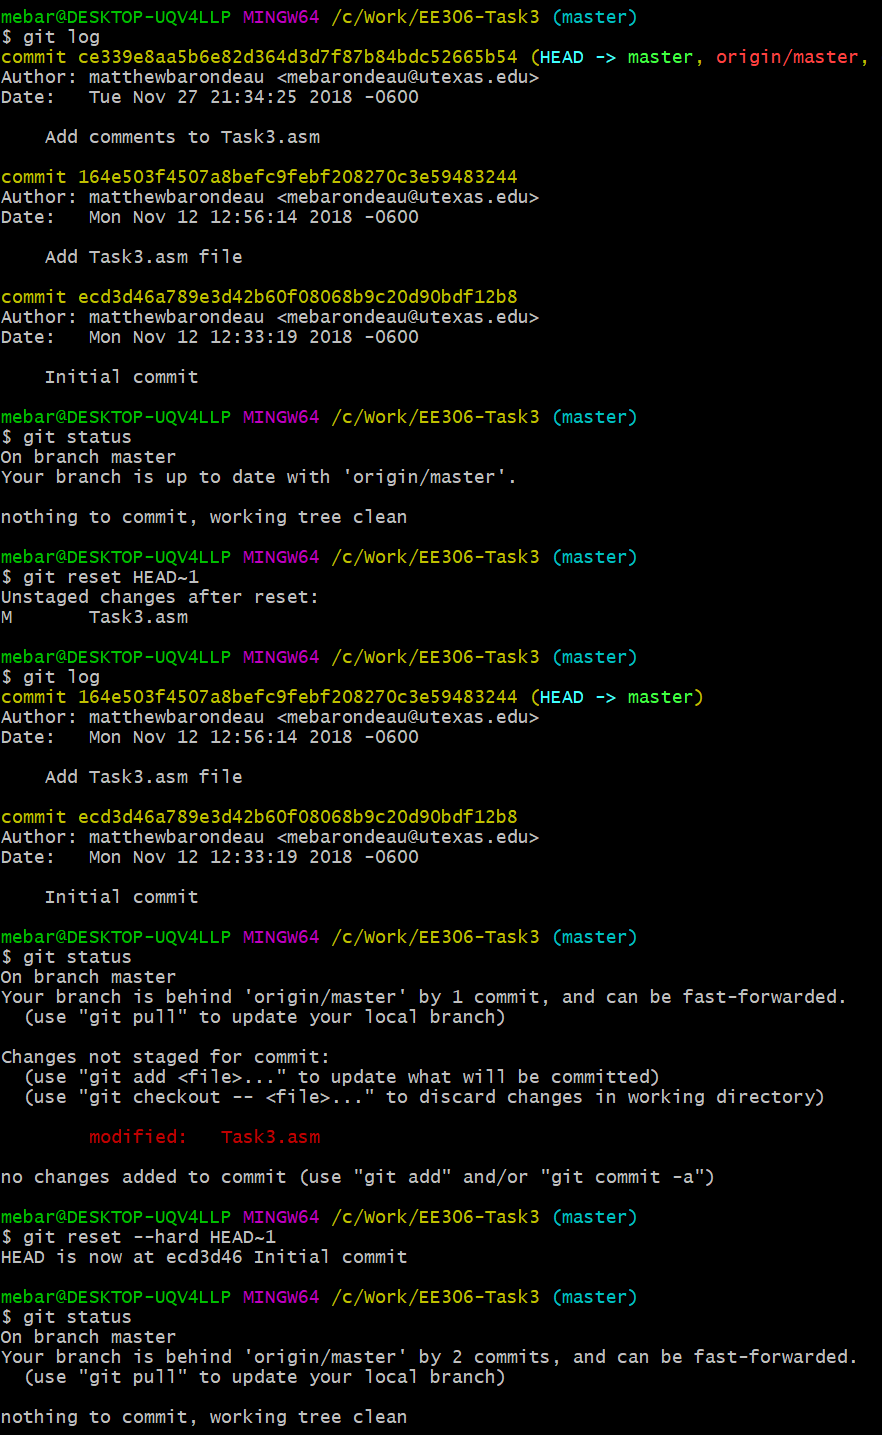 mebar@DESKTOP-UQV4LLP MINGW64 /c/Work/EE306-Task3 (master)
$ git log
commit ce339e8aa5b6e82d364d3d7f87b84bdc52665b54 (HEAD -> master, origin/master,
Author: matthewbarondeau <mebarondeau@utexas.edu>
Date:   Tue Nov 27 21:34:25 2018 -0600

    Add comments to Task3.asm

commit 164e503f4507a8befc9febf208270c3e59483244
Author: matthewbarondeau <mebarondeau@utexas.edu>
Date:   Mon Nov 12 12:56:14 2018 -0600

    Add Task3.asm file

commit ecd3d46a789e3d42b60f08068b9c20d90bdf12b8
Author: matthewbarondeau <mebarondeau@utexas.edu>
Date:   Mon Nov 12 12:33:19 2018 -0600

    Initial commit

mebar@DESKTOP-UQV4LLP MINGW64 /c/Work/EE306-Task3 (master)
$ git status
On branch master
Your branch is up to date with 'origin/master'.

nothing to commit, working tree clean

mebar@DESKTOP-UQV4LLP MINGW64 /c/Work/EE306-Task3 (master)
$ git reset HEAD~1
Unstaged changes after reset:
M       Task3.asm

mebar@DESKTOP-UQV4LLP MINGW64 /c/Work/EE306-Task3 (master)
$ git log
commit 164e503f4507a8befc9febf208270c3e59483244 (HEAD -> master)
Author: matthewbarondeau <mebarondeau@utexas.edu>
Date:   Mon Nov 12 12:56:14 2018 -0600

    Add Task3.asm file

commit ecd3d46a789e3d42b60f08068b9c20d90bdf12b8
Author: matthewbarondeau <mebarondeau@utexas.edu>
Date:   Mon Nov 12 12:33:19 2018 -0600

    Initial commit

mebar@DESKTOP-UQV4LLP MINGW64 /c/Work/EE306-Task3 (master)
$ git status
On branch master
Your branch is behind 'origin/master' by 1 commit, and can be fast-forwarded.
  (use "git pull" to update your local branch)

Changes not staged for commit:
  (use "git add <file>..." to update what will be committed)
  (use "git checkout -- <file>..." to discard changes in working directory)

        modified:   Task3.asm

no changes added to commit (use "git add" and/or "git commit -a")

mebar@DESKTOP-UQV4LLP MINGW64 /c/Work/EE306-Task3 (master)
$ git reset --hard HEAD~1
HEAD is now at ecd3d46 Initial commit

mebar@DESKTOP-UQV4LLP MINGW64 /c/Work/EE306-Task3 (master)
$ git status
On branch master
Your branch is behind 'origin/master' by 2 commits, and can be fast-forwarded.
  (use "git pull" to update your local branch)

nothing to commit, working tree clean